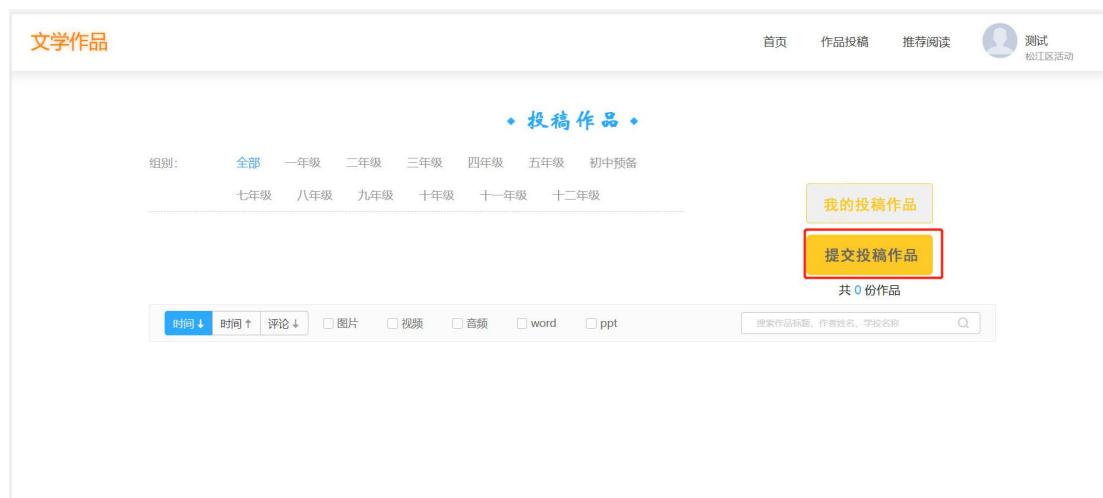 文学作品
首页 作品投稿 推荐阅读 测试
松江区活动
投稿作品
组别: 全部 一年级 二年级 三年级 四年级 五年级 初中预备
七年级 八年级 九年级 十年级 十一年级 十二年级
我的投稿作品
提交投稿作品
共 0 份作品
时间↓ 时间↑ 评论↓ 图片 视频 音频 word ppt 搜索作品标题、作者姓名、学校名称